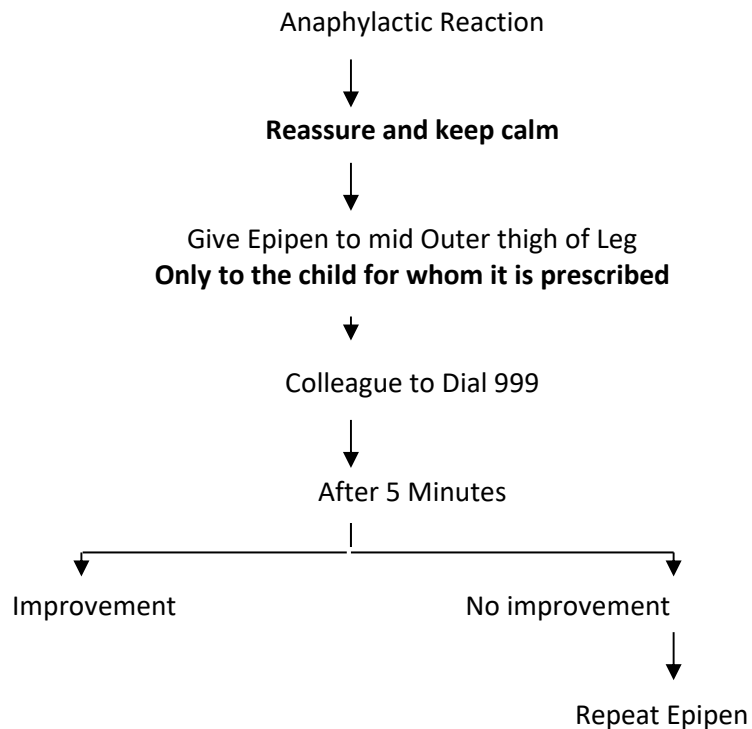 Anaphylactic Reaction
Reassure and keep calm
Give Epipen to mid Outer thigh of Leg
Only to the child for whom it is prescribed
Colleague to Dial 999
After 5 Minutes
Improvement
No improvement
Repeat Epipen